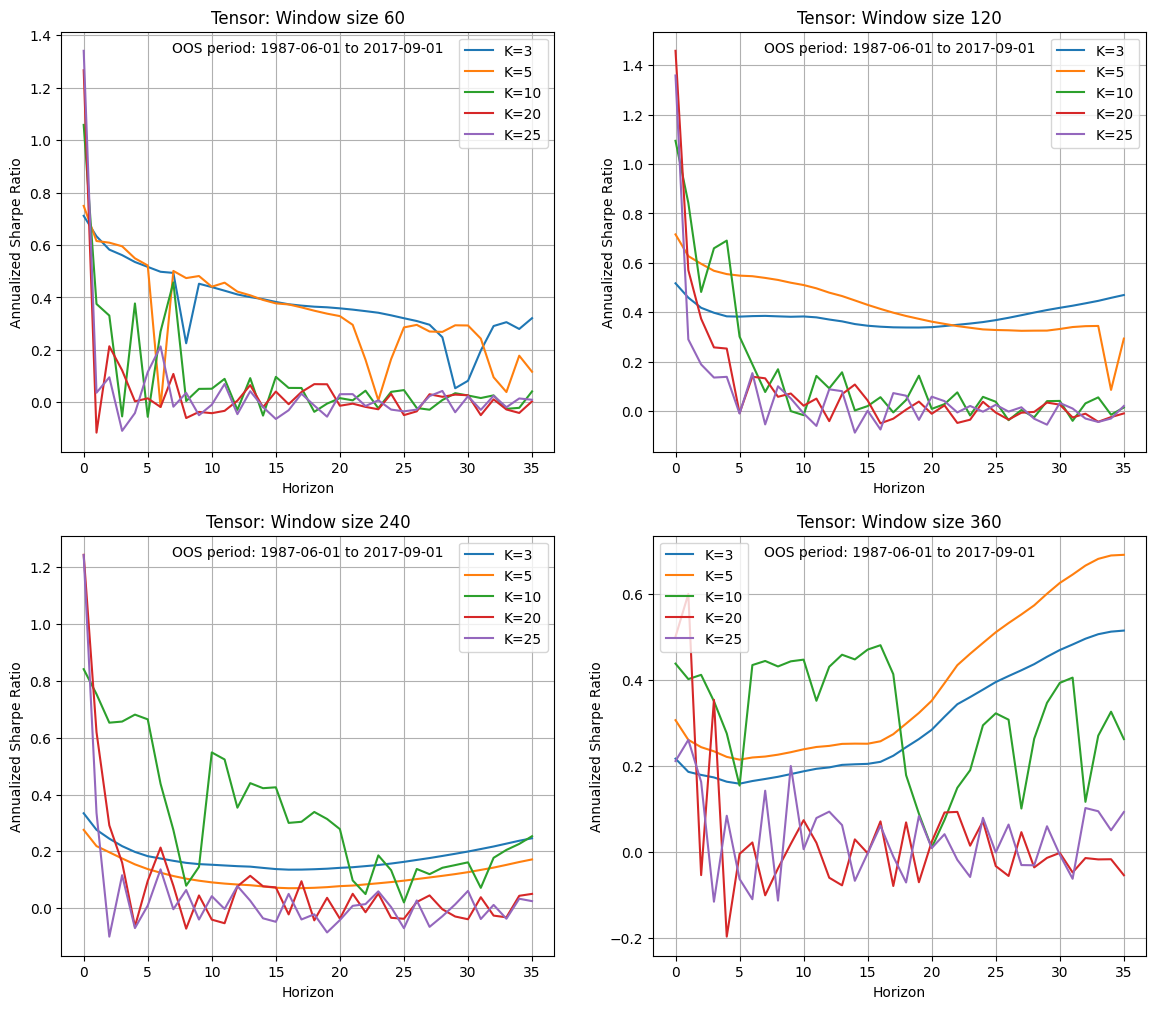 Tensor: Window size 60
OOS period: 1987-06-01 to 2017-09-01
K=3
K=5
K=10
K=20
K=25
Annualized Sharpe Ratio
1.4
1.2
1.0
0.8
0.6
0.4
0.2
0.0
0 5 10 15 20 25 30 35
Horizon
Tensor: Window size 120
OOS period: 1987-06-01 to 2017-09-01
K=3
K=5
K=10
K=20
K=25
Annualized Sharpe Ratio
1.4
1.2
1.0
0.8
0.6
0.4
0.2
0.0
0 5 10 15 20 25 30 35
Horizon
Tensor: Window size 240
OOS period: 1987-06-01 to 2017-09-01
K=3
K=5
K=10
K=20
K=25
Annualized Sharpe Ratio
1.2
1.0
0.8
0.6
0.4
0.2
0.0
0 5 10 15 20 25 30 35
Horizon
Tensor: Window size 360
OOS period: 1987-06-01 to 2017-09-01
K=3
K=5
K=10
K=20
K=25
Annualized Sharpe Ratio
0.6
0.4
0.2
0.0
−0.2
0 5 10 15 20 25 30 35
Horizon